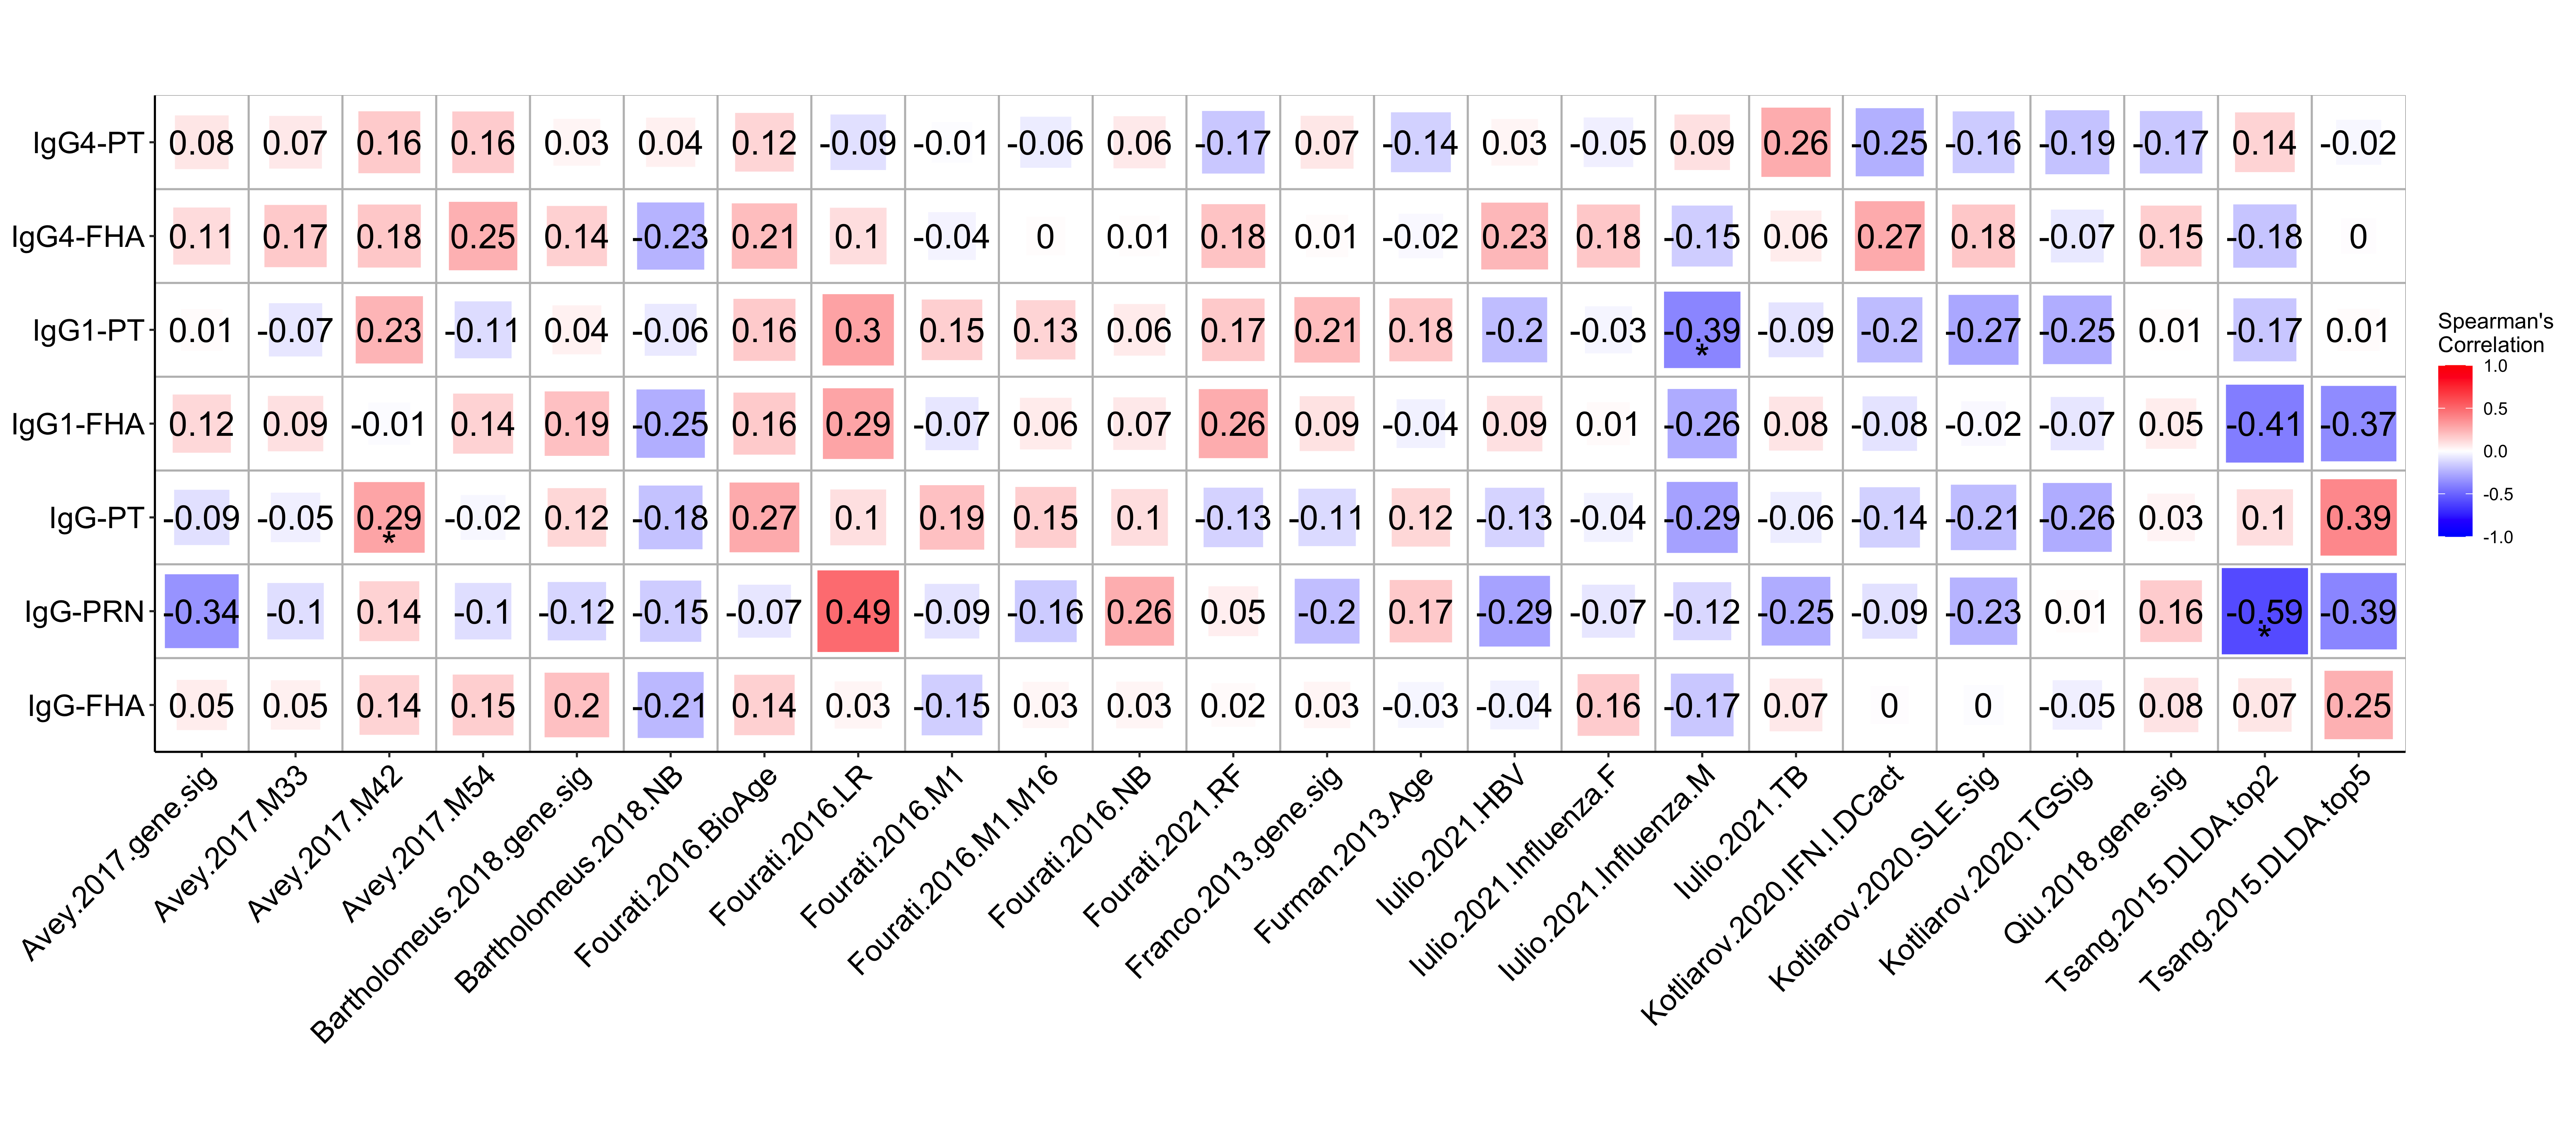 IgG4-PT 0.08 0.07 0.16 0.16 0.03 0.04 0.12 -0.09 -0.01 -0.06 0.06 -0.17 0.07 -0.14 0.03 -0.05 0.09 0.26 -0.25 -0.16 -0.19 -0.17 0.14 -0.02
IgG4-FHA 0.11 0.17 0.18 0.25 0.14 -0.23 0.21 0.1 -0.04 0 0.01 0.18 0.01 -0.02 0.23 0.18 -0.15 0.06 0.27 0.18 -0.07 0.15 -0.18 0
IgG1-PT 0.01 -0.07 0.23 -0.11 0.04 -0.06 0.16 0.3 0.15 0.13 0.06 0.17 0.21 0.18 -0.2 -0.03 -0.39 -0.09 -0.2 -0.27 -0.25 0.01 -0.17 0.01
*
IgG1-FHA 0.12 0.09 -0.01 0.14 0.19 -0.25 0.16 0.29 -0.07 0.06 0.07 0.26 0.09 -0.04 0.09 0.01 -0.26 0.08 -0.08 -0.02 -0.07 0.05 -0.41 -0.37
IgG-PT -0.09 -0.05 0.29 -0.02 0.12 -0.18 0.27 0.1 0.19 0.15 0.1 -0.13 -0.11 0.12 -0.13 -0.04 -0.29 -0.06 -0.14 -0.21 -0.26 0.03 0.1 0.39
*
IgG-PRN -0.34 -0.1 0.14 -0.1 -0.12 -0.15 -0.07 0.49 -0.09 -0.16 0.26 0.05 -0.2 0.17 -0.29 -0.07 -0.12 -0.25 -0.09 -0.23 0.01 0.16 -0.59 -0.39
*
IgG-FHA 0.05 0.05 0.14 0.15 0.2 -0.21 0.14 0.03 -0.15 0.03 0.03 0.02 0.03 -0.03 -0.04 0.16 -0.17 0.07 0 0 -0.05 0.08 0.07 0.25
Avey.2017.gene.sig
Avey.2017.M33
Avey.2017.M42
Avey.2017.M54
Bartholomeus.2018.gene.sig
Bartholomeus.2018.NB
Fourati.2016.BioAge
Fourati.2016.LR
Fourati.2016.M1
Fourati.2016.M1.M16
Fourati.2016.NB
Fourati.2021.RF
Franco.2013.gene.sig
Furman.2013.Age
Iulio.2021.HBV
Iulio.2021.Influenza.F
Iulio.2021.Influenza.M
Iulio.2021.TB
Kotliarov.2020.IFN.I.DCact
Kotliarov.2020.SLE.Sig
Kotliarov.2020.TGSig
Qiu.2018.gene.sig
Tsang.2015.DLDA.top2
Tsang.2015.DLDA.top5
Spearman's
Correlation
1.0
0.5
0.0
-0.5
-1.0